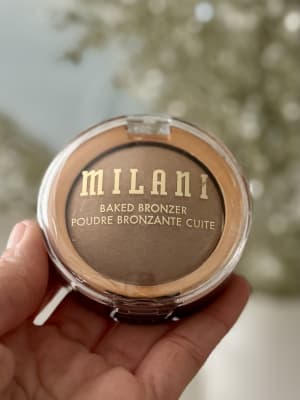 MILANI
BAKED BRONZER
POUDRE BRONZANTE CUITE